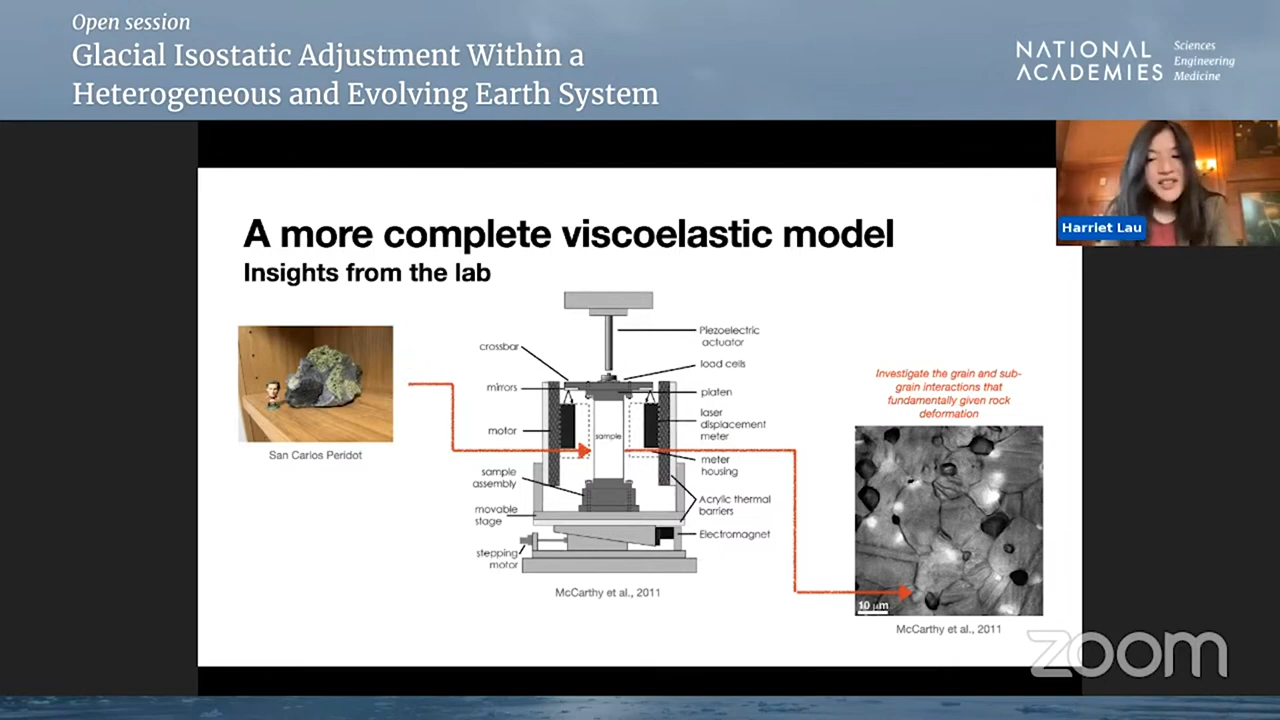 Open session
Glacial Isostatic Adjustment Within a
Heterogeneous and Evolving Earth System
NATIONAL
ACADEMIES
Sciences
Engineering
Medicine
Harriet Lau
A more complete viscoelastic model
Insights from the lab
San Carlos Peridot
crossbar
mirrors
motor
sample
assembly
movable
stage
stepping
motor
sample
Piezoelectric
actuator
load cells
platen
laser
displacement
meter
meter
housing
Acrylic thermal
barriers
Electromagnet
McCarthy et al., 2011
Investigate the grain and sub-
grain interactions that
fundamentally given rock
deformation
10 µm
McCarthy et al., 2011
zoom